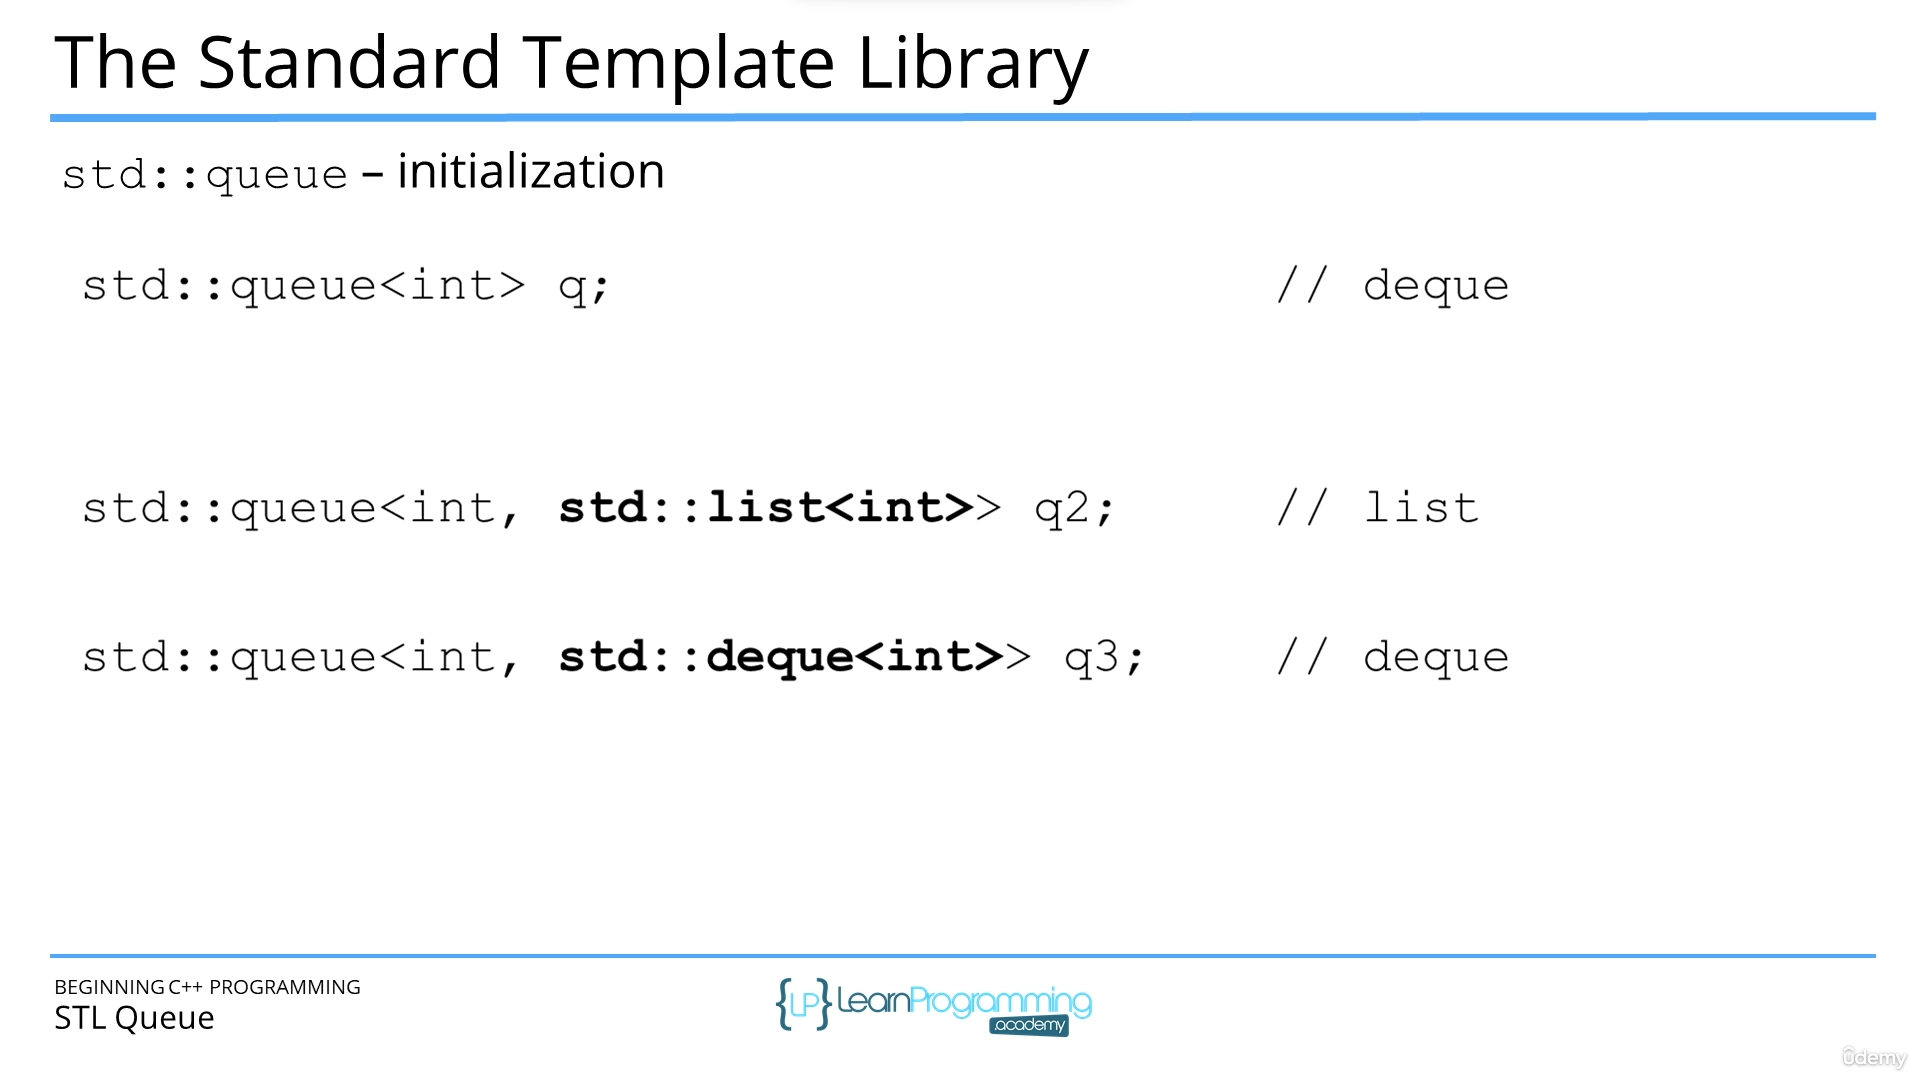 The Standard Template Library
std::queue – initialization
std::queue<int> q; // deque
std::queue<int, std::list<int>> q2; // list
std::queue<int, std::deque<int>> q3; // deque
BEGINNING C++ PROGRAMMING
STL Queue
{LP} LearnProgramming
.academy
ûdemy